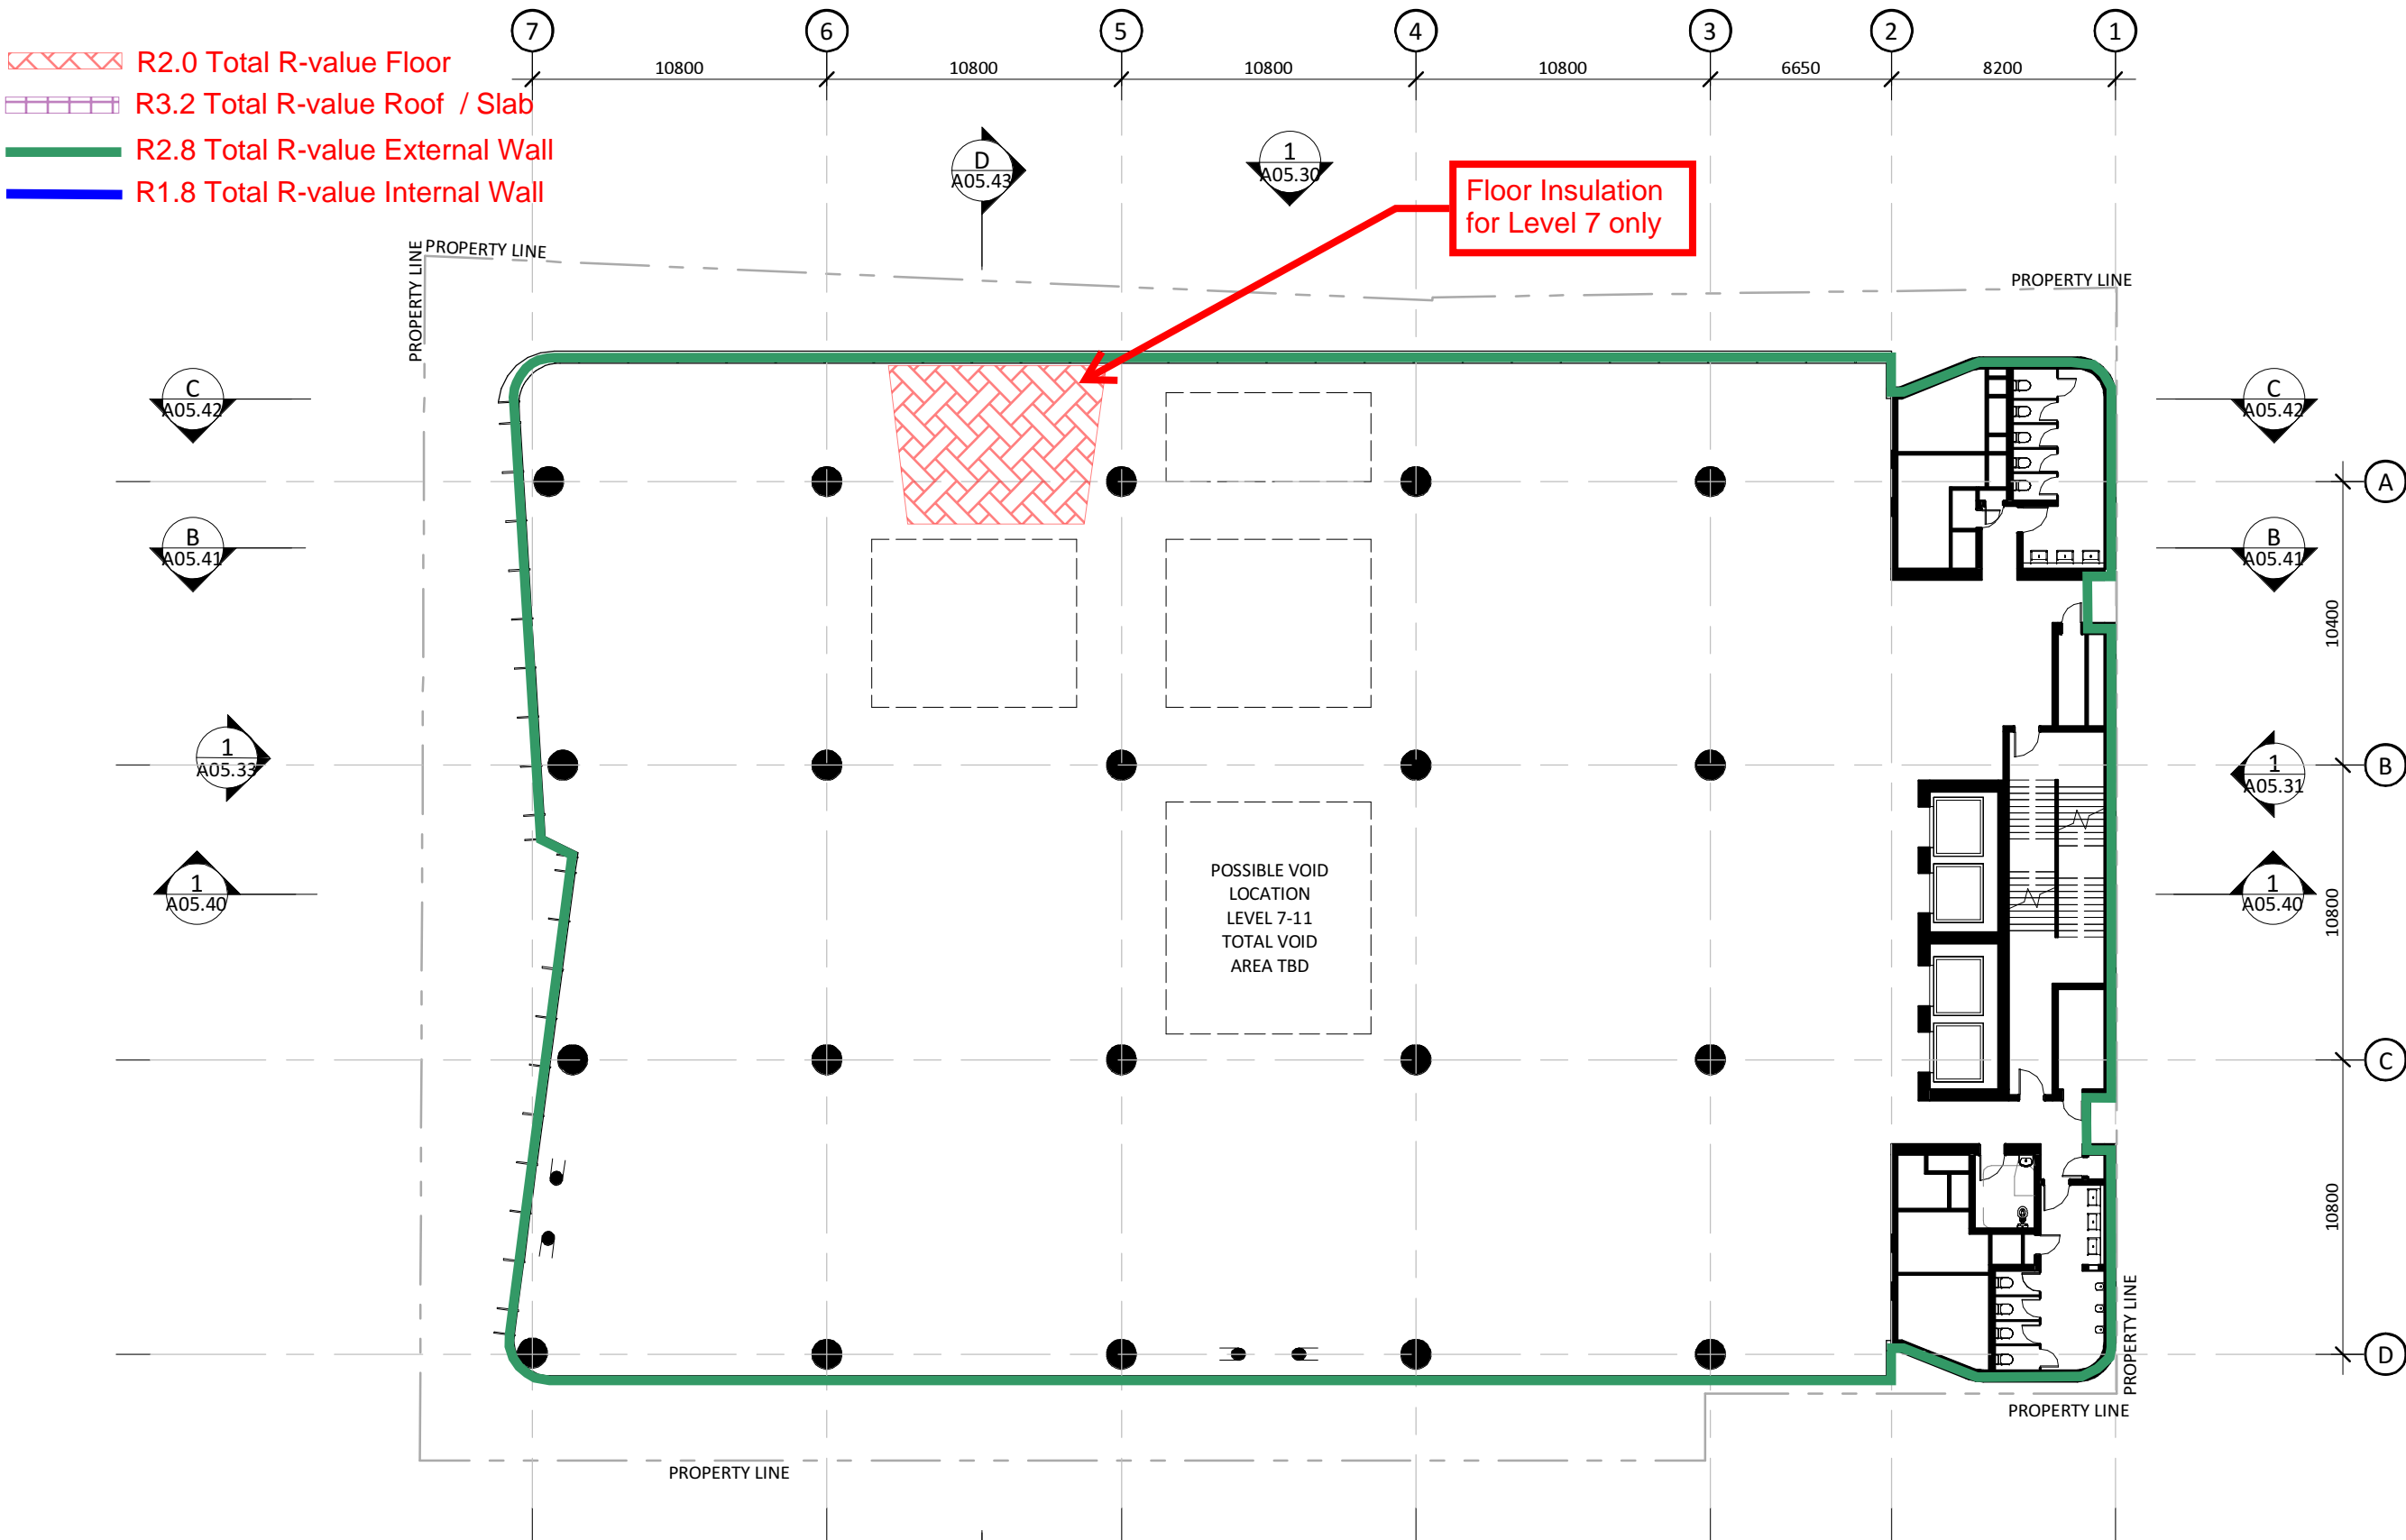 7
6
5
4
3
2
1
R2.0 Total R-value Floor
R3.2 Total R-value Roof / Slab
R2.8 Total R-value External Wall
R1.8 Total R-value Internal Wall
10800
10800
10800
10800
6650
8200
D
A05.43
1
A05.30
Floor Insulation
for Level 7 only
PROPERTY LINE
PROPERTY LINE
PROPERTY LINE
C
A05.42
C
A05.42
A
B
A05.41
B
A05.41
10400
1
A05.33
1
A05.31
B
POSSIBLE VOID
LOCATION
LEVEL 7-11
TOTAL VOID
AREA TBD
1
A05.40
1
A05.40
10800
C
10800
PROPERTY LINE
D
PROPERTY LINE
PROPERTY LINE